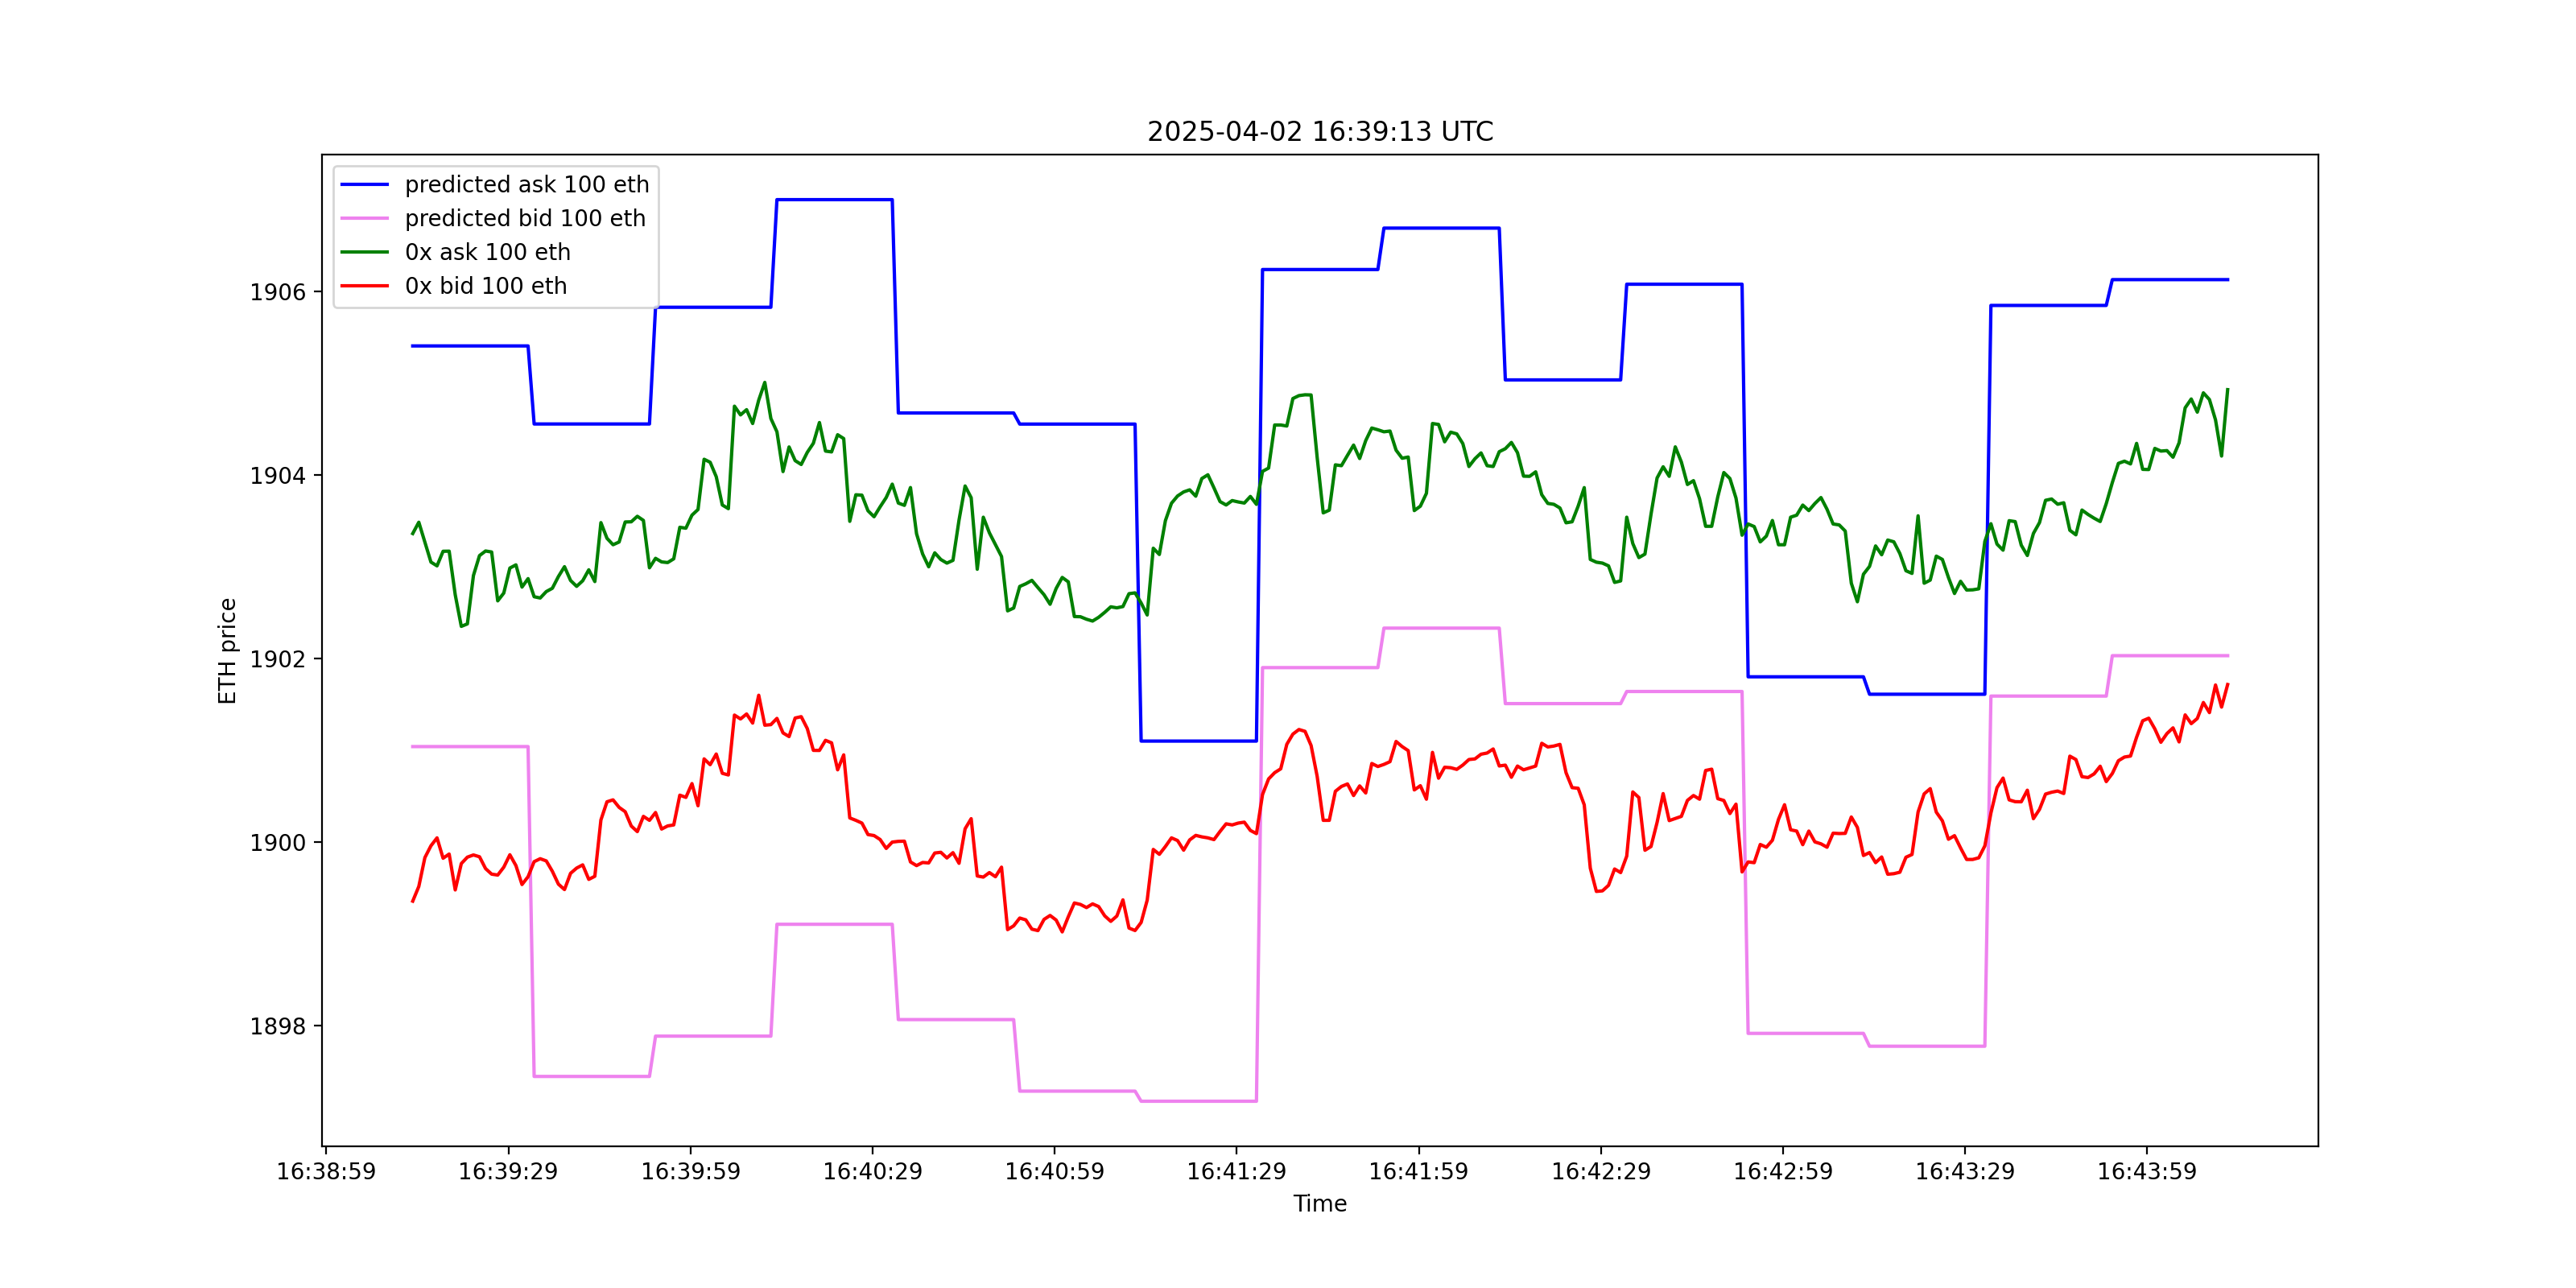 2025-04-02 16:39:13 UTC
predicted ask 100 eth
predicted bid 100 eth
0x ask 100 eth
0x bid 100 eth
1906
1904
1902
1900
1898
ETH price
16:38:59 16:39:29 16:39:59 16:40:29 16:40:59 16:41:29 16:41:59 16:42:29 16:42:59 16:43:29 16:43:59
Time